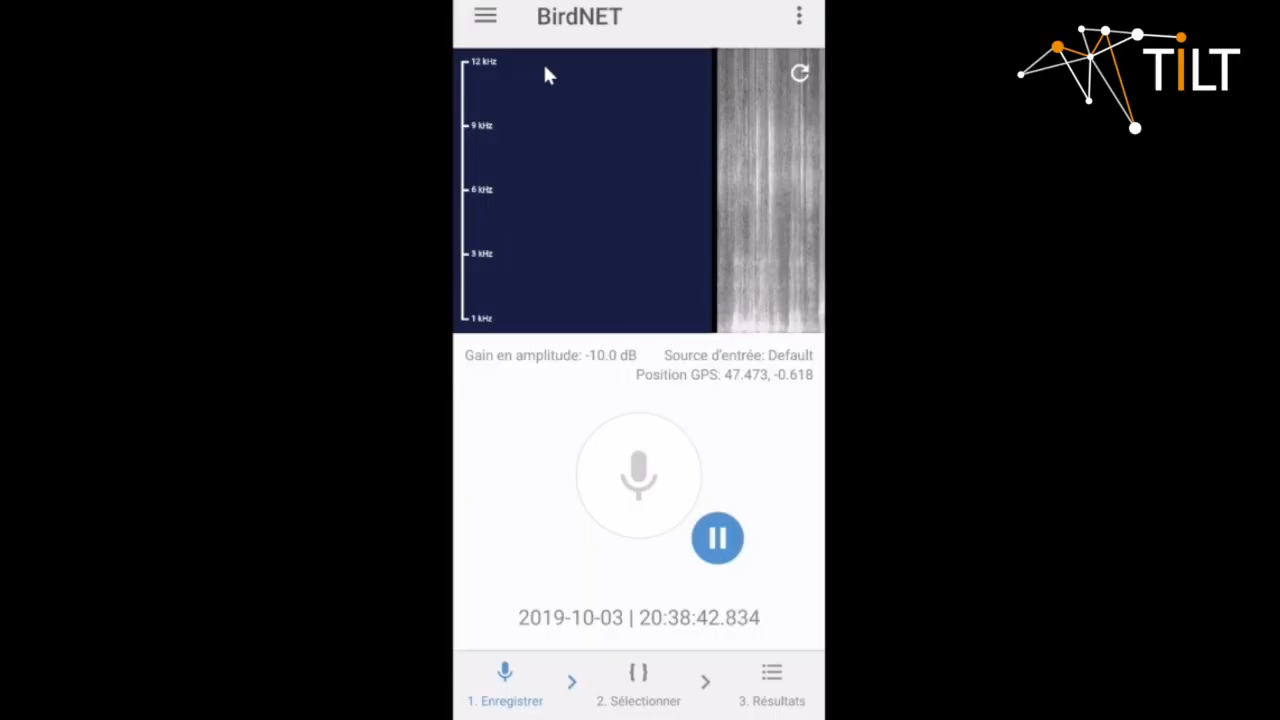 BirdNET
TiLT
12 kHz
9 kHz
6 kHz
3 kHz
1 kHz
Gain en amplitude: -10.0 dB
Source d'entrée: Default
Position GPS: 47.473, -0.618
2019-10-03 | 20:38:42.834
1. Enregistrer
2. Sélectionner
3. Résultats